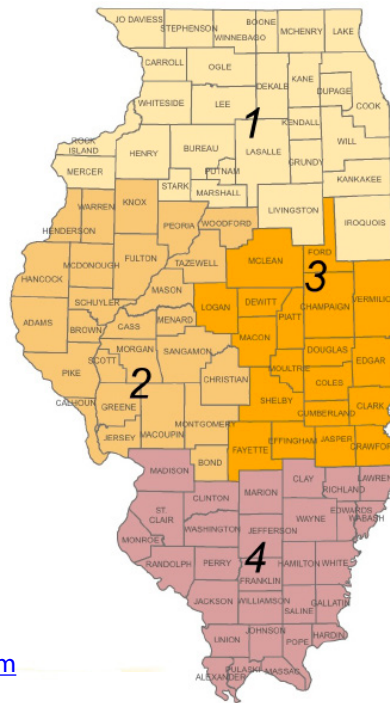 JO DAVIESS STEPHENSON WINNEBAGO BOONE MCHENRY LAKE
CARROLL OGLE DEKALB KANE DUPAGE COOK
WHITESIDE LEE 1 KENDALL WILL
ROCK ISLAND HENRY BUREAU LASALLE GRUNDY
MERCER PUTNAM KANKAKEE
STARK MARSHALL LIVINGSTON IROQUOIS
WARREN KNOX PEORIA WOODFORD
HENDERSON FULTON TAZEWELL MCLEAN FORD
HANCOCK MCDONOUGH MASON 3
SCHUYLER LOGAN DEWITT CHAMPAIGN VERMILIO
ADAMS BROWN CASS MENARD MACON PIATT
MORGAN SANGAMON DOUGLAS EDGAR
SCOTT CHRISTIAN MOULTRIE COLES
PIKE 2 SHELBY CLARK
CALHOUN GREENE MONTGOMERY CUMBERLAND
JERSEY MACOUPIN FAYETTE EFFINGHAM JASPER CRAWFOR
BOND
MADISON CLAY RICHLAND LAWREN
CLINTON MARION
ST. CLAIR WAYNE EDWARDS WABASH
WASHINGTON JEFFERSON
MONROE 4
RANDOLPH PERRY HAMILTON WHITE
FRANKLIN
JACKSON WILLIAMSON SALINE GALLATIN
UNION JOHNSON POPE HARDIN
m
ALEXANDER PULASKI MASSAC